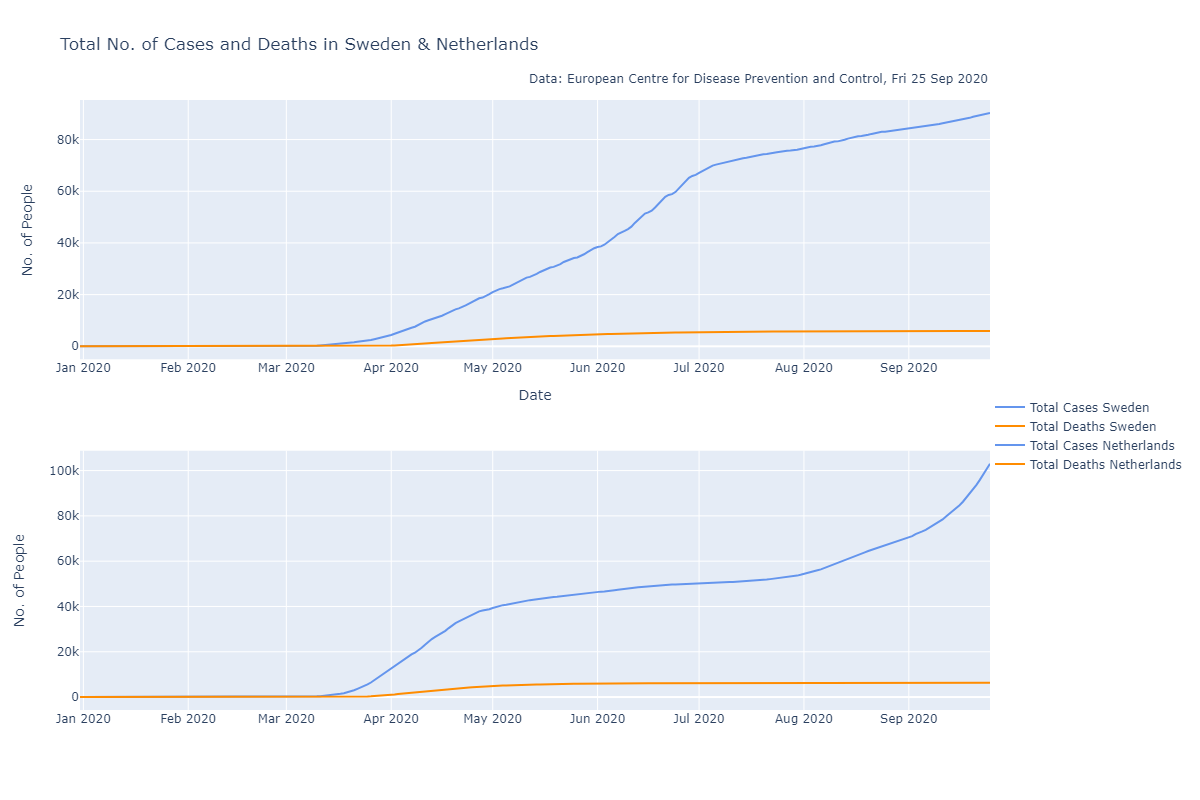 Total No. of Cases and Deaths in Sweden & Netherlands
Data: European Centre for Disease Prevention and Control, Fri 25 Sep 2020
No. of People
80k
60k
40k
20k
0
Jan 2020 Feb 2020 Mar 2020 Apr 2020 May 2020 Jun 2020 Jul 2020 Aug 2020 Sep 2020
Date
Total Cases Sweden
Total Deaths Sweden
Total Cases Netherlands
Total Deaths Netherlands
No. of People
100k
80k
60k
40k
20k
0
Jan 2020 Feb 2020 Mar 2020 Apr 2020 May 2020 Jun 2020 Jul 2020 Aug 2020 Sep 2020